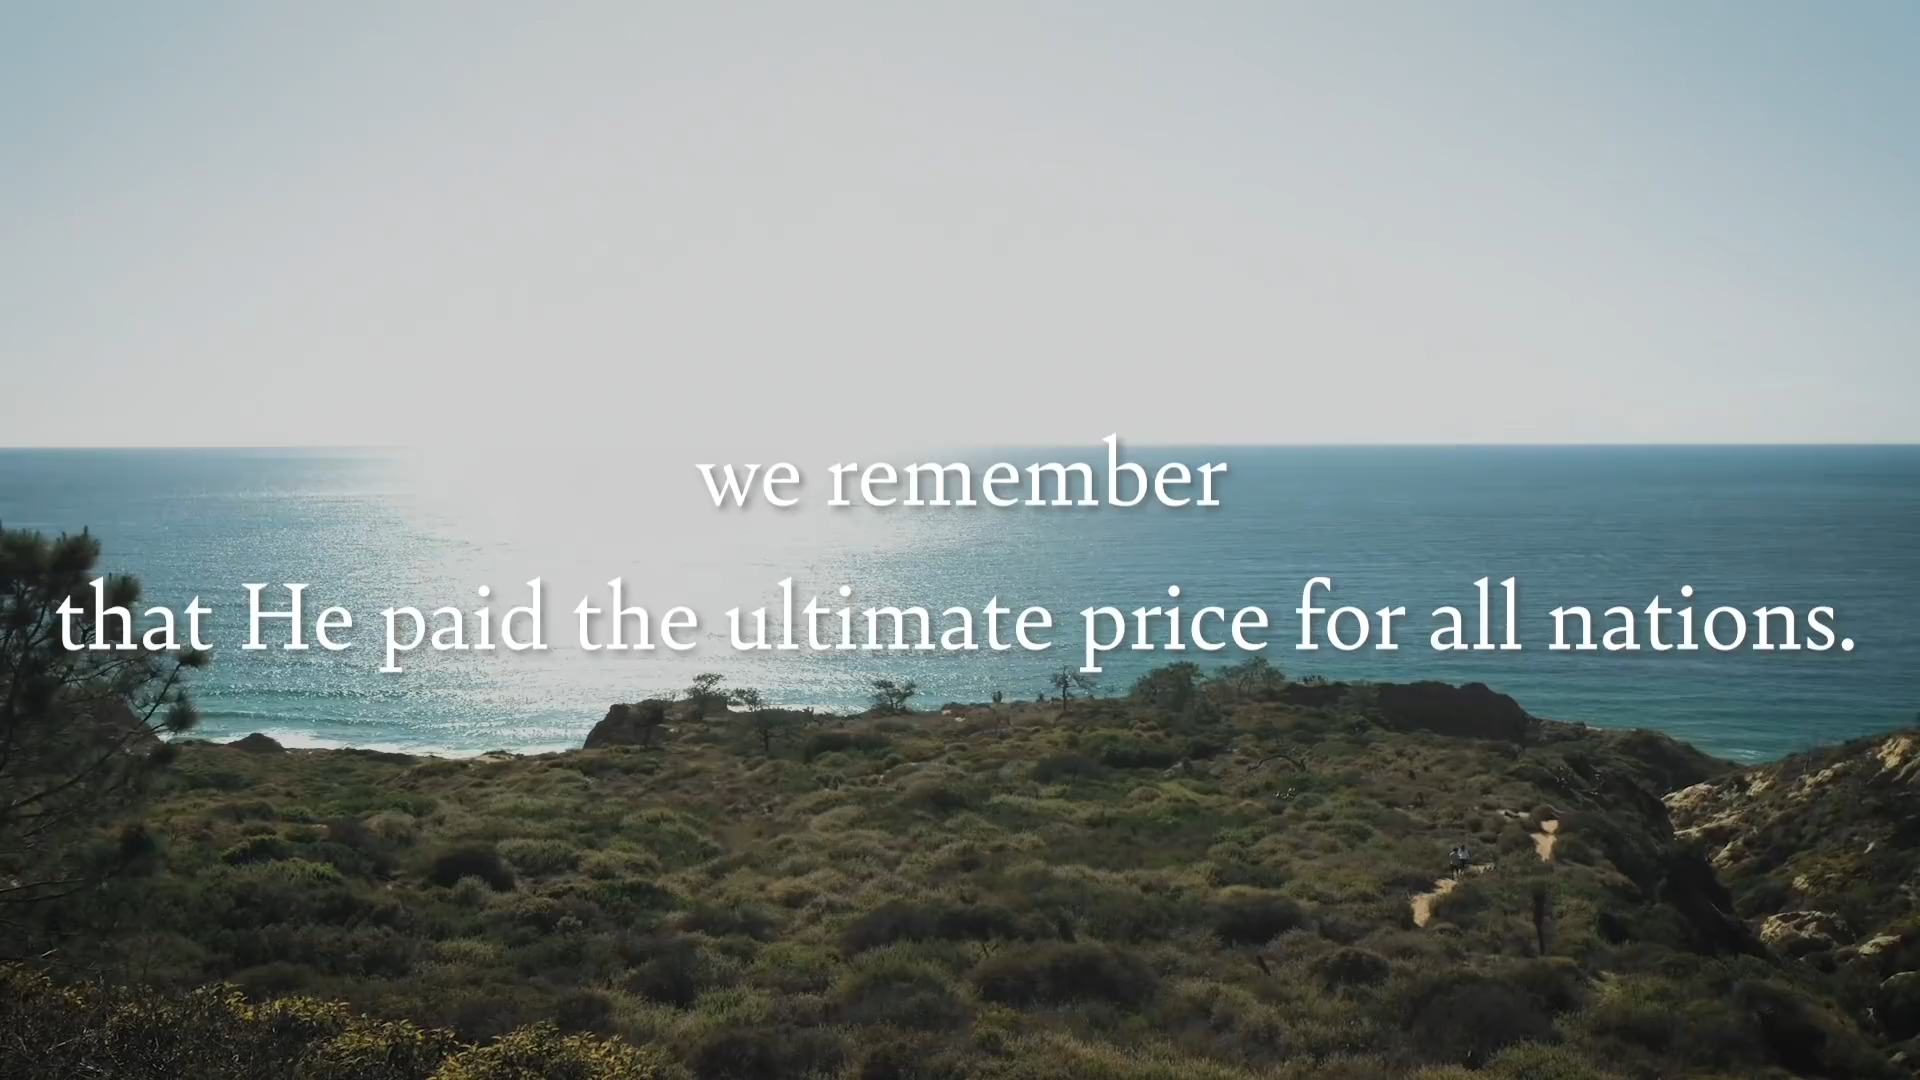 we remember
that He paid the ultimate price for all nations.